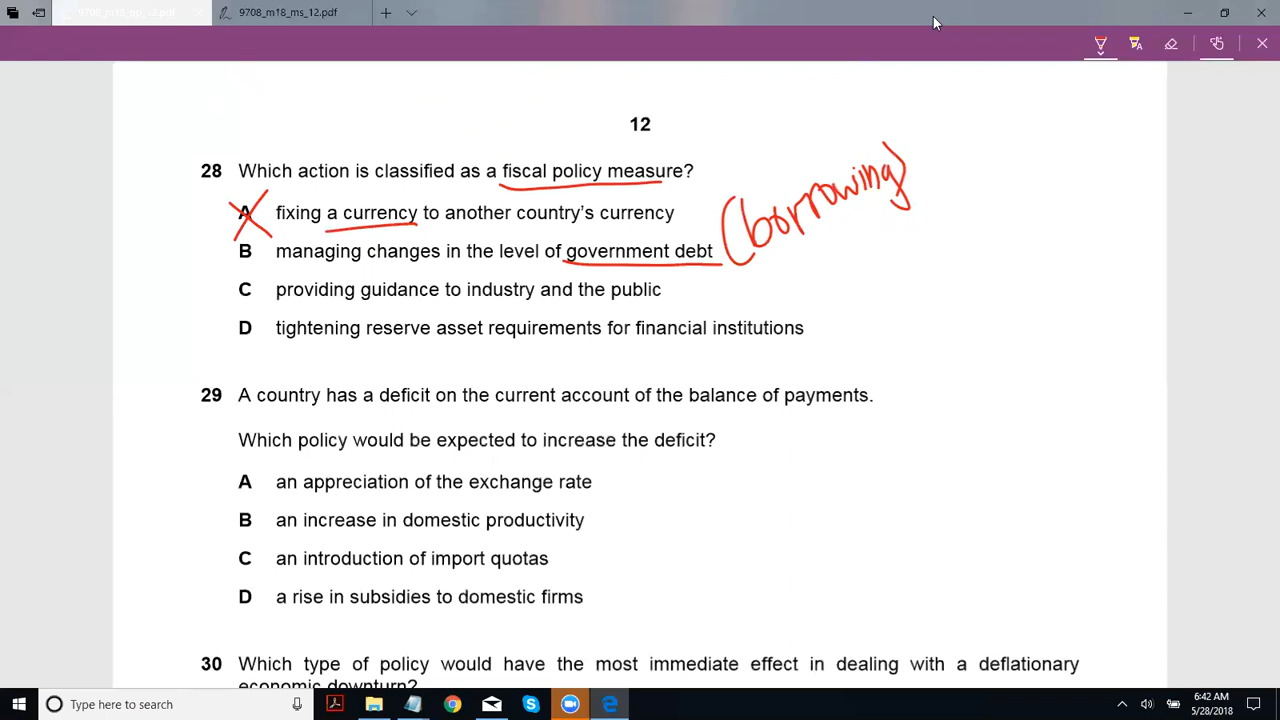 9708_m18_ms_12.pdf
12
28 Which action is classified as a fiscal policy measure?
A fixing a currency to another country's currency
(borrowing)
B managing changes in the level of government debt
C providing guidance to industry and the public
D tightening reserve asset requirements for financial institutions
29 A country has a deficit on the current account of the balance of payments.
Which policy would be expected to increase the deficit?
A an appreciation of the exchange rate
B an increase in domestic productivity
C an introduction of import quotas
D a rise in subsidies to domestic firms
30 Which type of policy would have the most immediate effect in dealing with a deflationary
economic downturn?
Type here to search
6:42 AM
5/28/2018